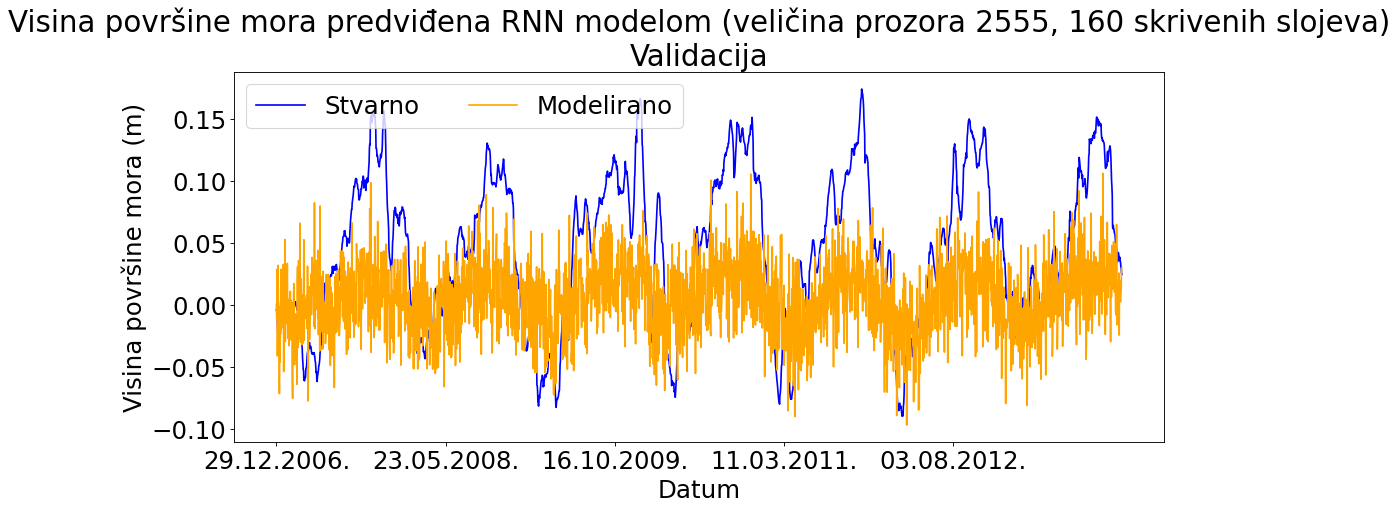 Visina površine mora predviđena RNN modelom (veličina prozora 2555, 160 skrivenih slojeva)
Validacija
Stvarno Modelirano
Visina površine mora (m)
0.15
0.10
0.05
0.00
−0.05
−0.10
29.12.2006. 23.05.2008. 16.10.2009. 11.03.2011. 03.08.2012.
Datum